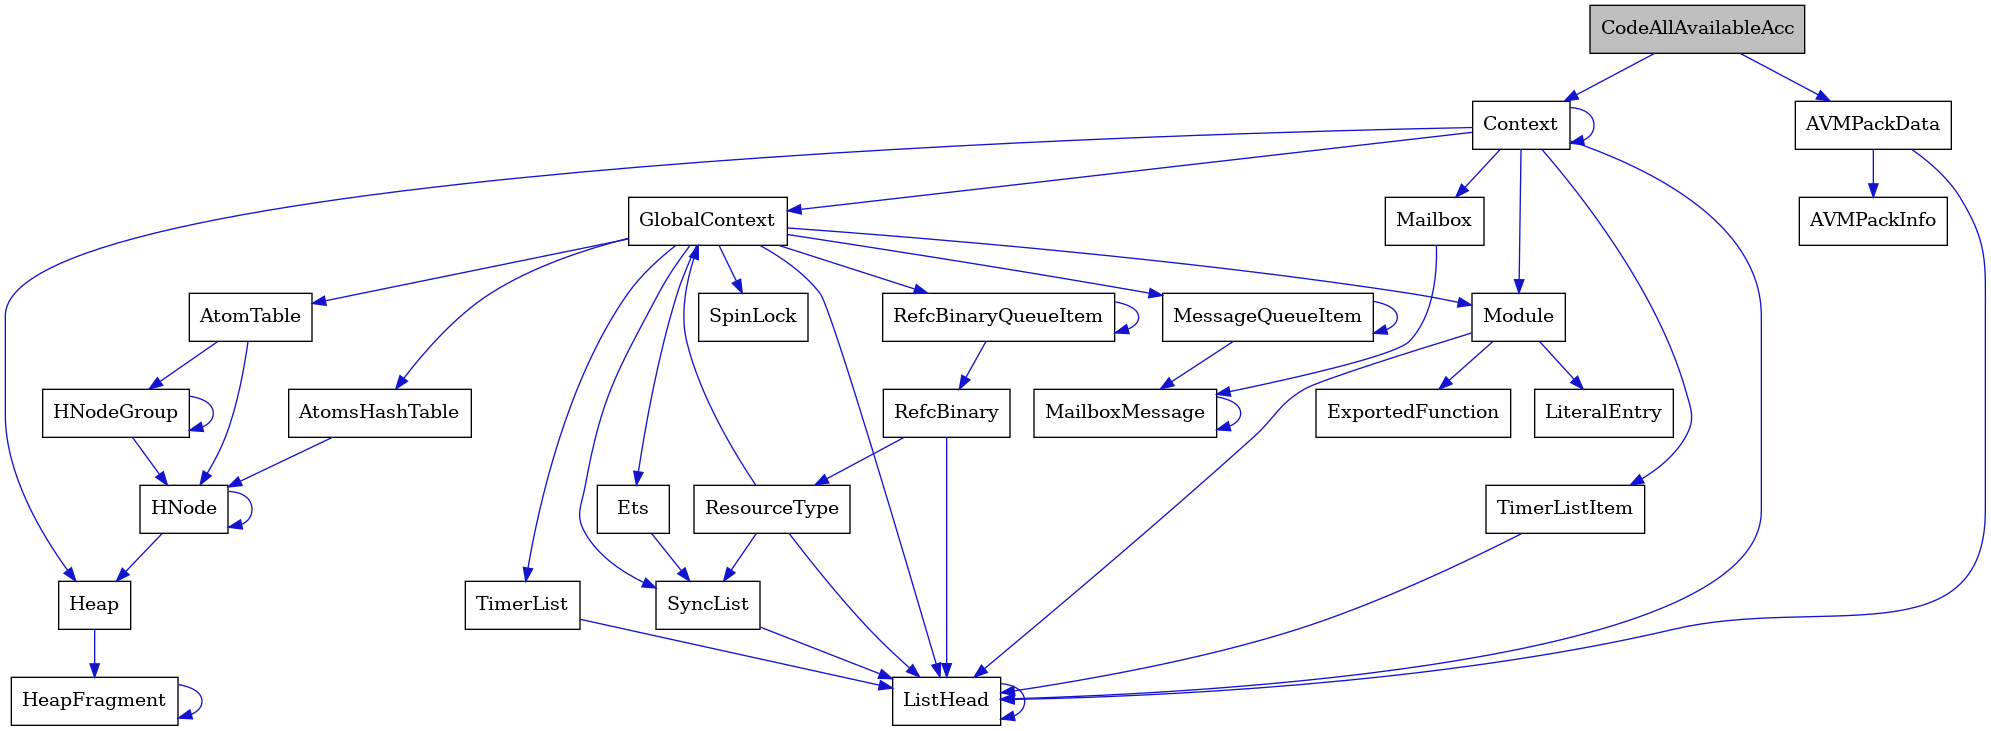 CodeAllAvailableAcc
Context
AVMPackData
GlobalContext
Mailbox
AVMPackInfo
AtomTable
SpinLock
RefcBinaryQueueItem
MessageQueueItem
Module
HNodeGroup
AtomsHashTable
RefcBinary
MailboxMessage
ExportedFunction
LiteralEntry
HNode
Ets
ResourceType
TimerListItem
Heap
TimerList
SyncList
HeapFragment
ListHead